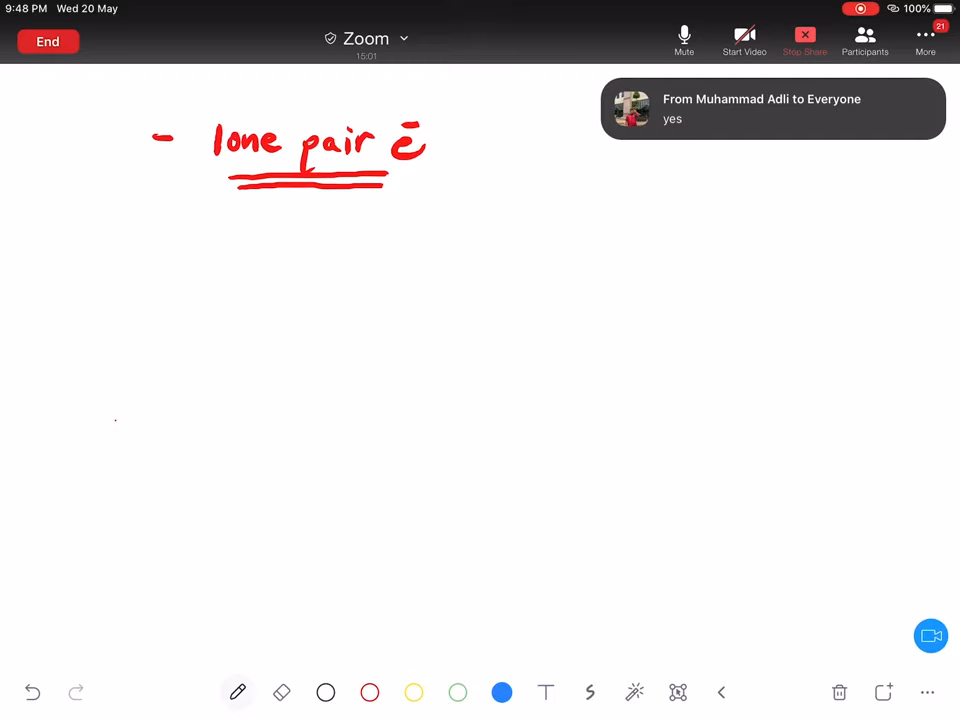 9:48 PM Wed 20 May
100%
End
Zoom
15:01
Mute
Start Video
Stop Share
Participants
21
More
From Muhammad Adli to Everyone
yes
- lone pair ē
T
S